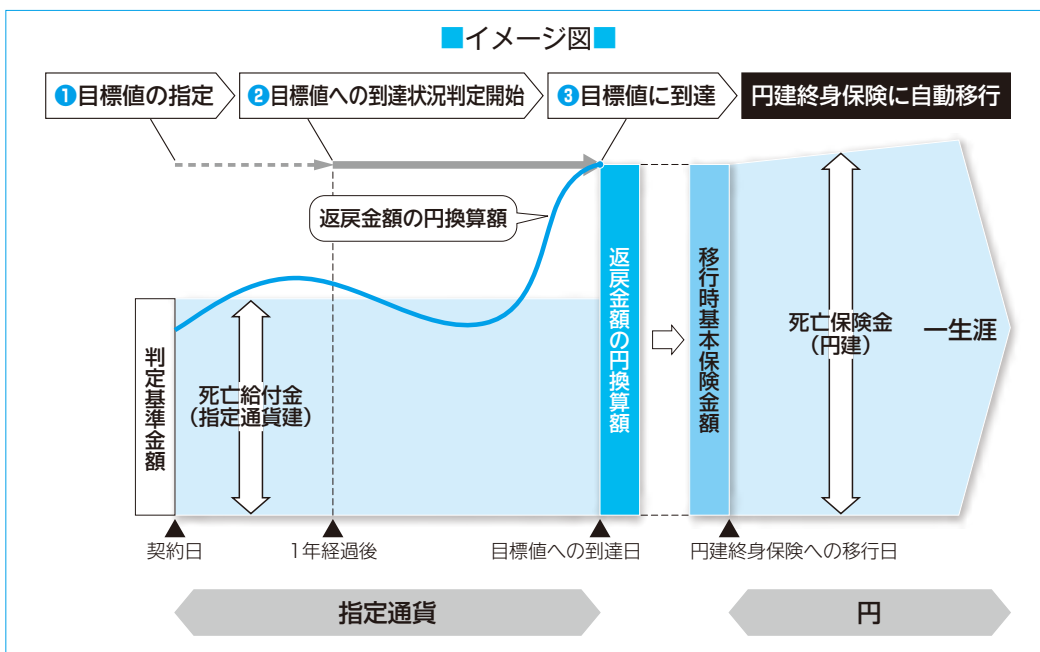 ■イメージ図■
❶目標値の指定
❷目標値への到達状況判定開始
❸目標値に到達
円建終身保険に自動移行
返戻金額の円換算額
判定基準金額
死亡給付金
(指定通貨建)
返戻金額の円換算額
移行時基本保険金額
死亡保険金
(円建)
一生涯
契約日
1年経過後
目標値への到達日
円建終身保険への移行日
指定通貨
円